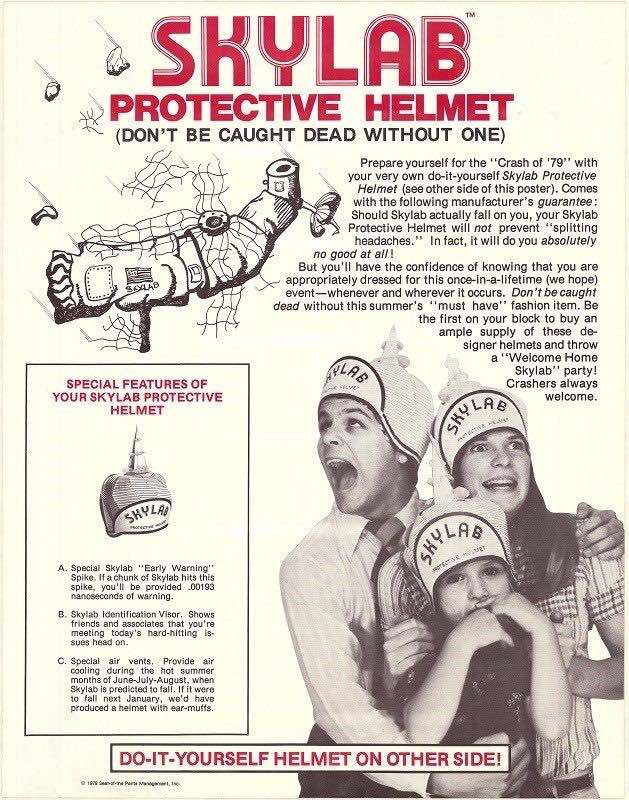 SKYLAB™
PROTECTIVE HELMET
(DON'T BE CAUGHT DEAD WITHOUT ONE)
Prepare yourself for the "Crash of '79" with
your very own do-it-yourself Skylab Protective
Helmet (see other side of this poster). Comes
with the following manufacturer's guarantee:
Should Skylab actually fall on you, your Skylab
Protective Helmet will not prevent "splitting
headaches." In fact, it will do you absolutely
no good at all!
But you'll have the confidence of knowing that you are
appropriately dressed for this once-in-a-lifetime (we hope)
event—whenever and wherever it occurs. Don't be caught
dead without this summer's "must have" fashion item. Be
the first on your block to buy an
ample supply of these de-
signer helmets and throw
a "Welcome Home
Skylab" party!
Crashers always
welcome.
SKYLAB
SPECIAL FEATURES OF
YOUR SKYLAB PROTECTIVE
HELMET
SKYLAB
PROTECTIVE HELMET
A. Special Skylab "Early Warning"
Spike. If a chunk of Skylab hits this
spike, you'll be provided .00193
nanoseconds of warning.
B. Skylab Identification Visor. Shows
friends and associates that you're
meeting today's hard-hitting is-
sues head on.
C. Special air vents. Provide air
cooling during the hot summer
months of June-July-August, when
Skylab is predicted to fall. If it were
to fall next January, we'd have
produced a helmet with ear-muffs.
SKYLAB
PROTECTIVE HELMET
SKYLAB
PROTECTIVE HELMET
SKYLAB
PROTECTIVE HELMET
DO-IT-YOURSELF HELMET ON OTHER SIDE!
© 1979 Seat-of-the Pants Management, Inc.